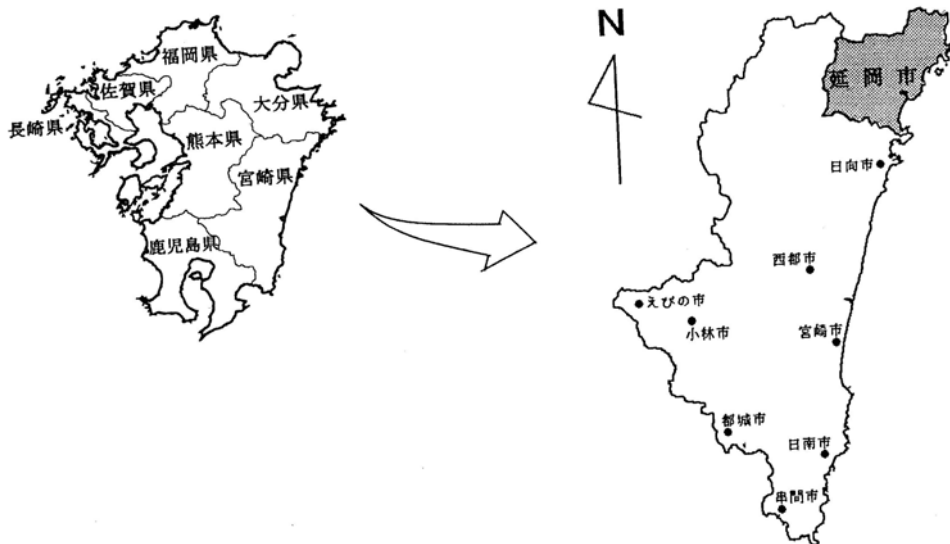 福岡県
佐賀県
大分県
長崎県
熊本県
宮崎県
鹿児島県
N
延岡市
日向市
西都市
えびの市
小林市
宮崎市
都城市
日南市
串間市